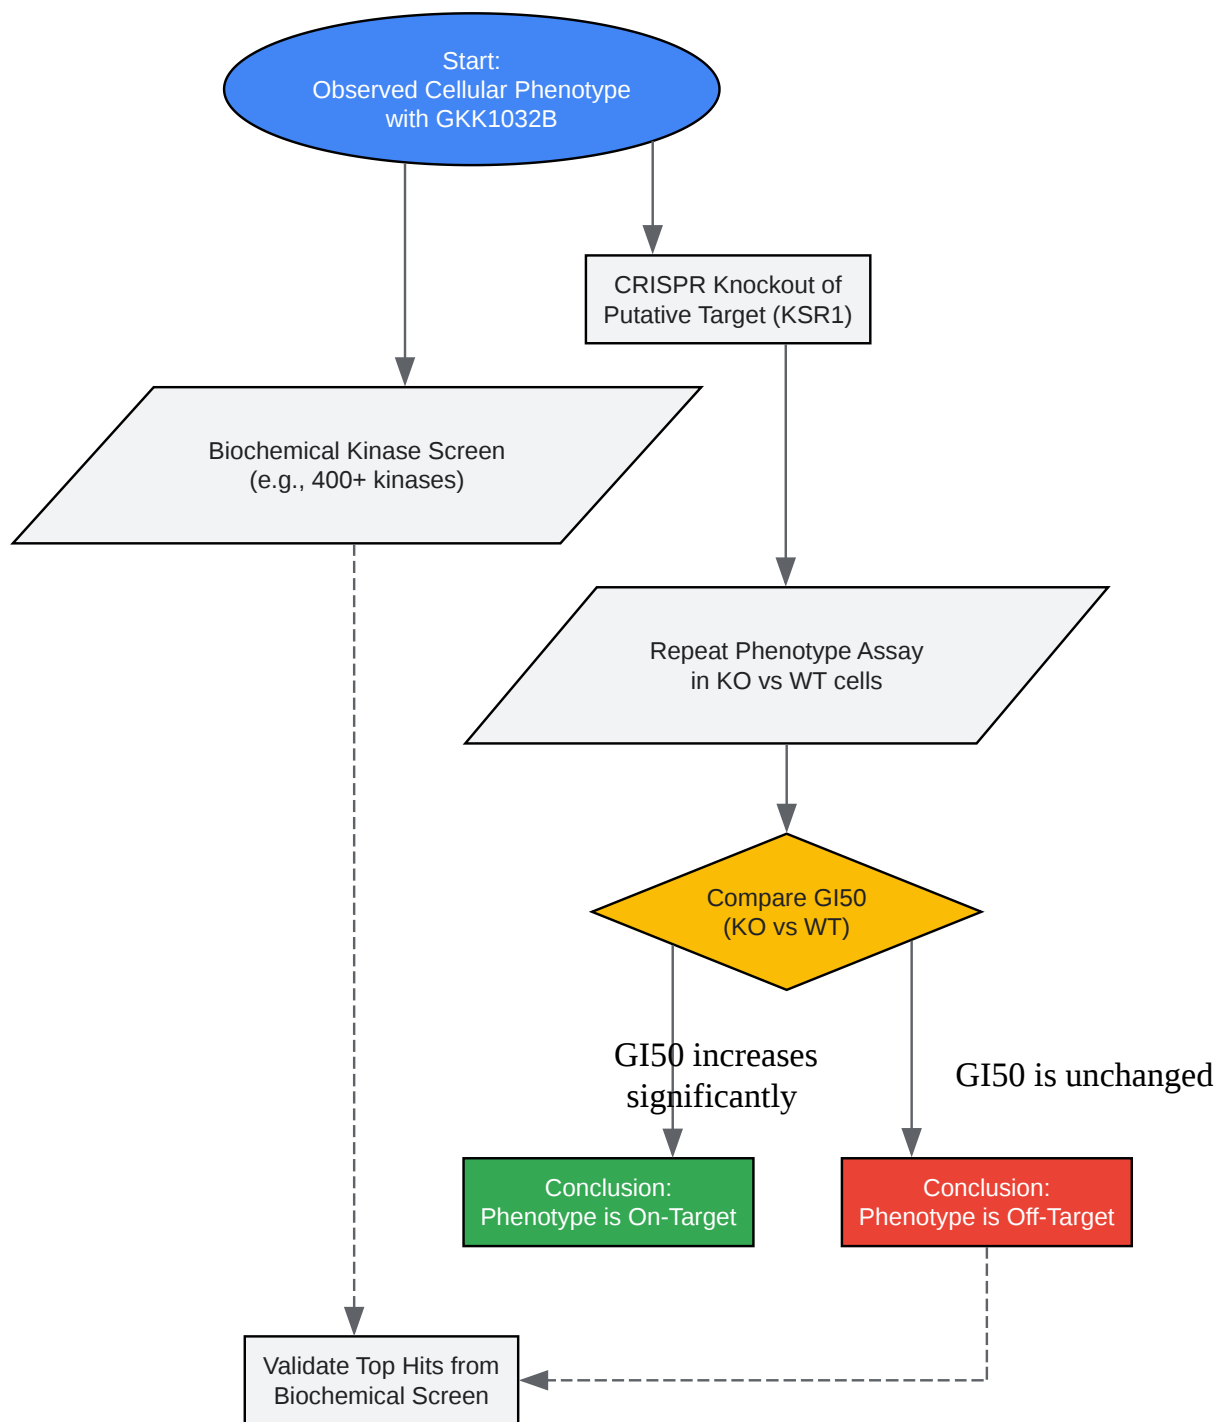 Start:
Observed Cellular Phenotype
with GKK1032B
CRISPR Knockout of
Putative Target (KSR1)
Biochemical Kinase Screen
(e.g., 400+ kinases)
Repeat Phenotype Assay
in KO vs WT cells
Compare GI50
(KO vs WT)
GI50 increases
significantly
GI50 is unchanged
Conclusion:
Phenotype is On-Target
Conclusion:
Phenotype is Off-Target
Validate Top Hits from
Biochemical Screen